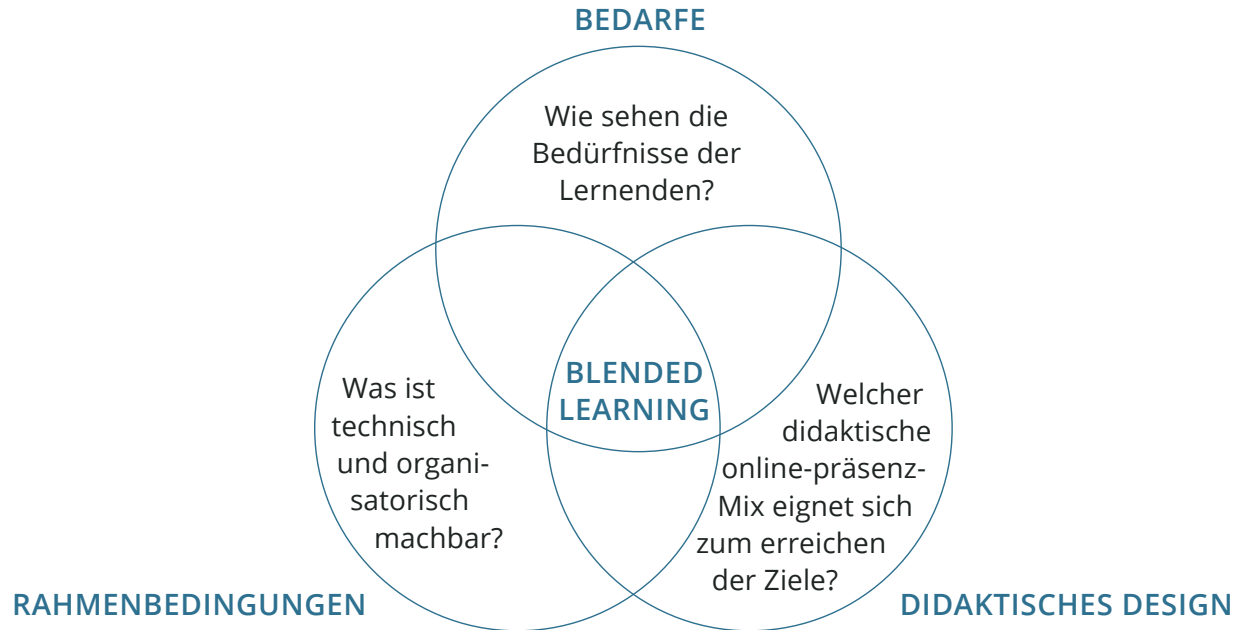 BEDARFE
Wie sehen die
Bedürfnisse der
Lernenden?
BLENDED
LEARNING
Was ist
technisch
und organi-
satorisch
machbar?
Welcher
didaktische
online-präsenz-
Mix eignet sich
zum erreichen
der Ziele?
RAHMENBEDINGUNGEN
DIDAKTISCHES DESIGN